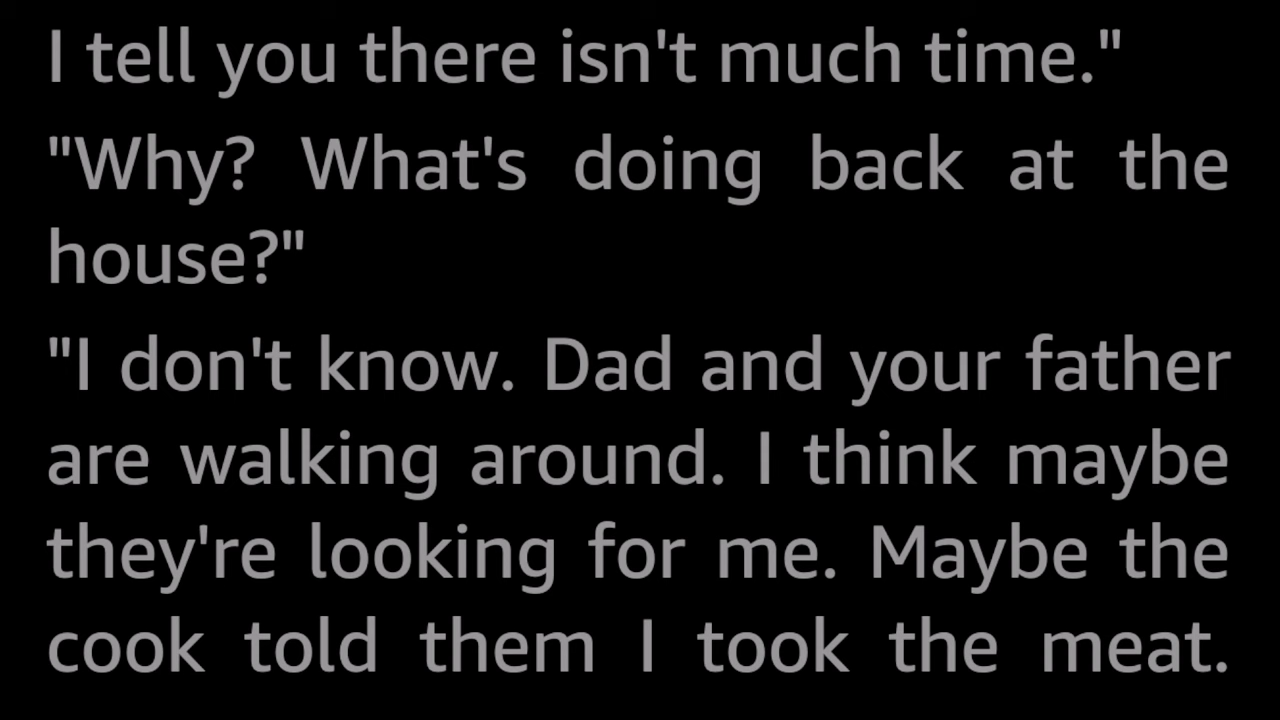 I tell you there isn't much time."
"Why? What's doing back at the
house?"
"I don't know. Dad and your father
are walking around. I think maybe
they're looking for me. Maybe the
cook told them I took the meat.